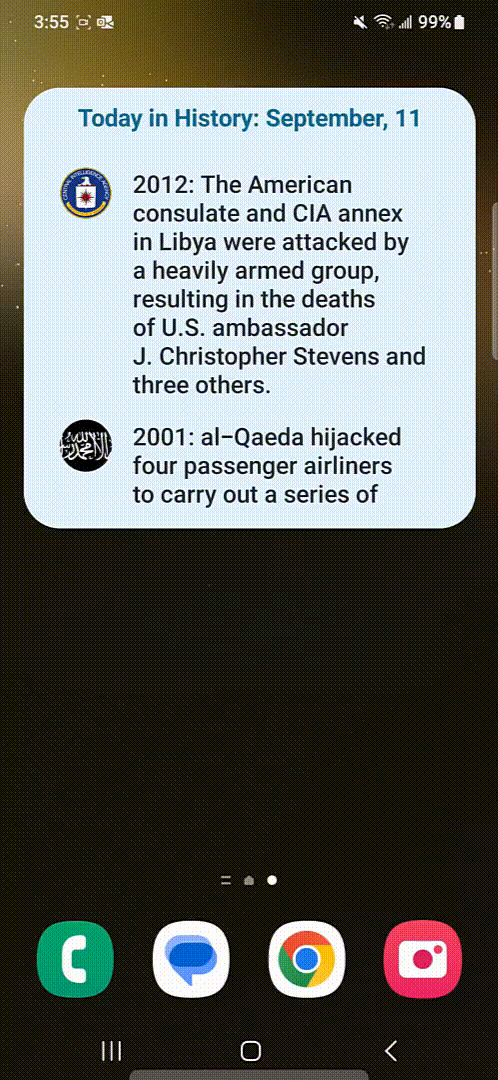 3:55
99%
Today in History: September, 11
2012: The American
consulate and CIA annex
in Libya were attacked by
a heavily armed group,
resulting in the deaths
of U.S. ambassador
J. Christopher Stevens and
three others.
2001: al-Qaeda hijacked
four passenger airliners
to carry out a series of